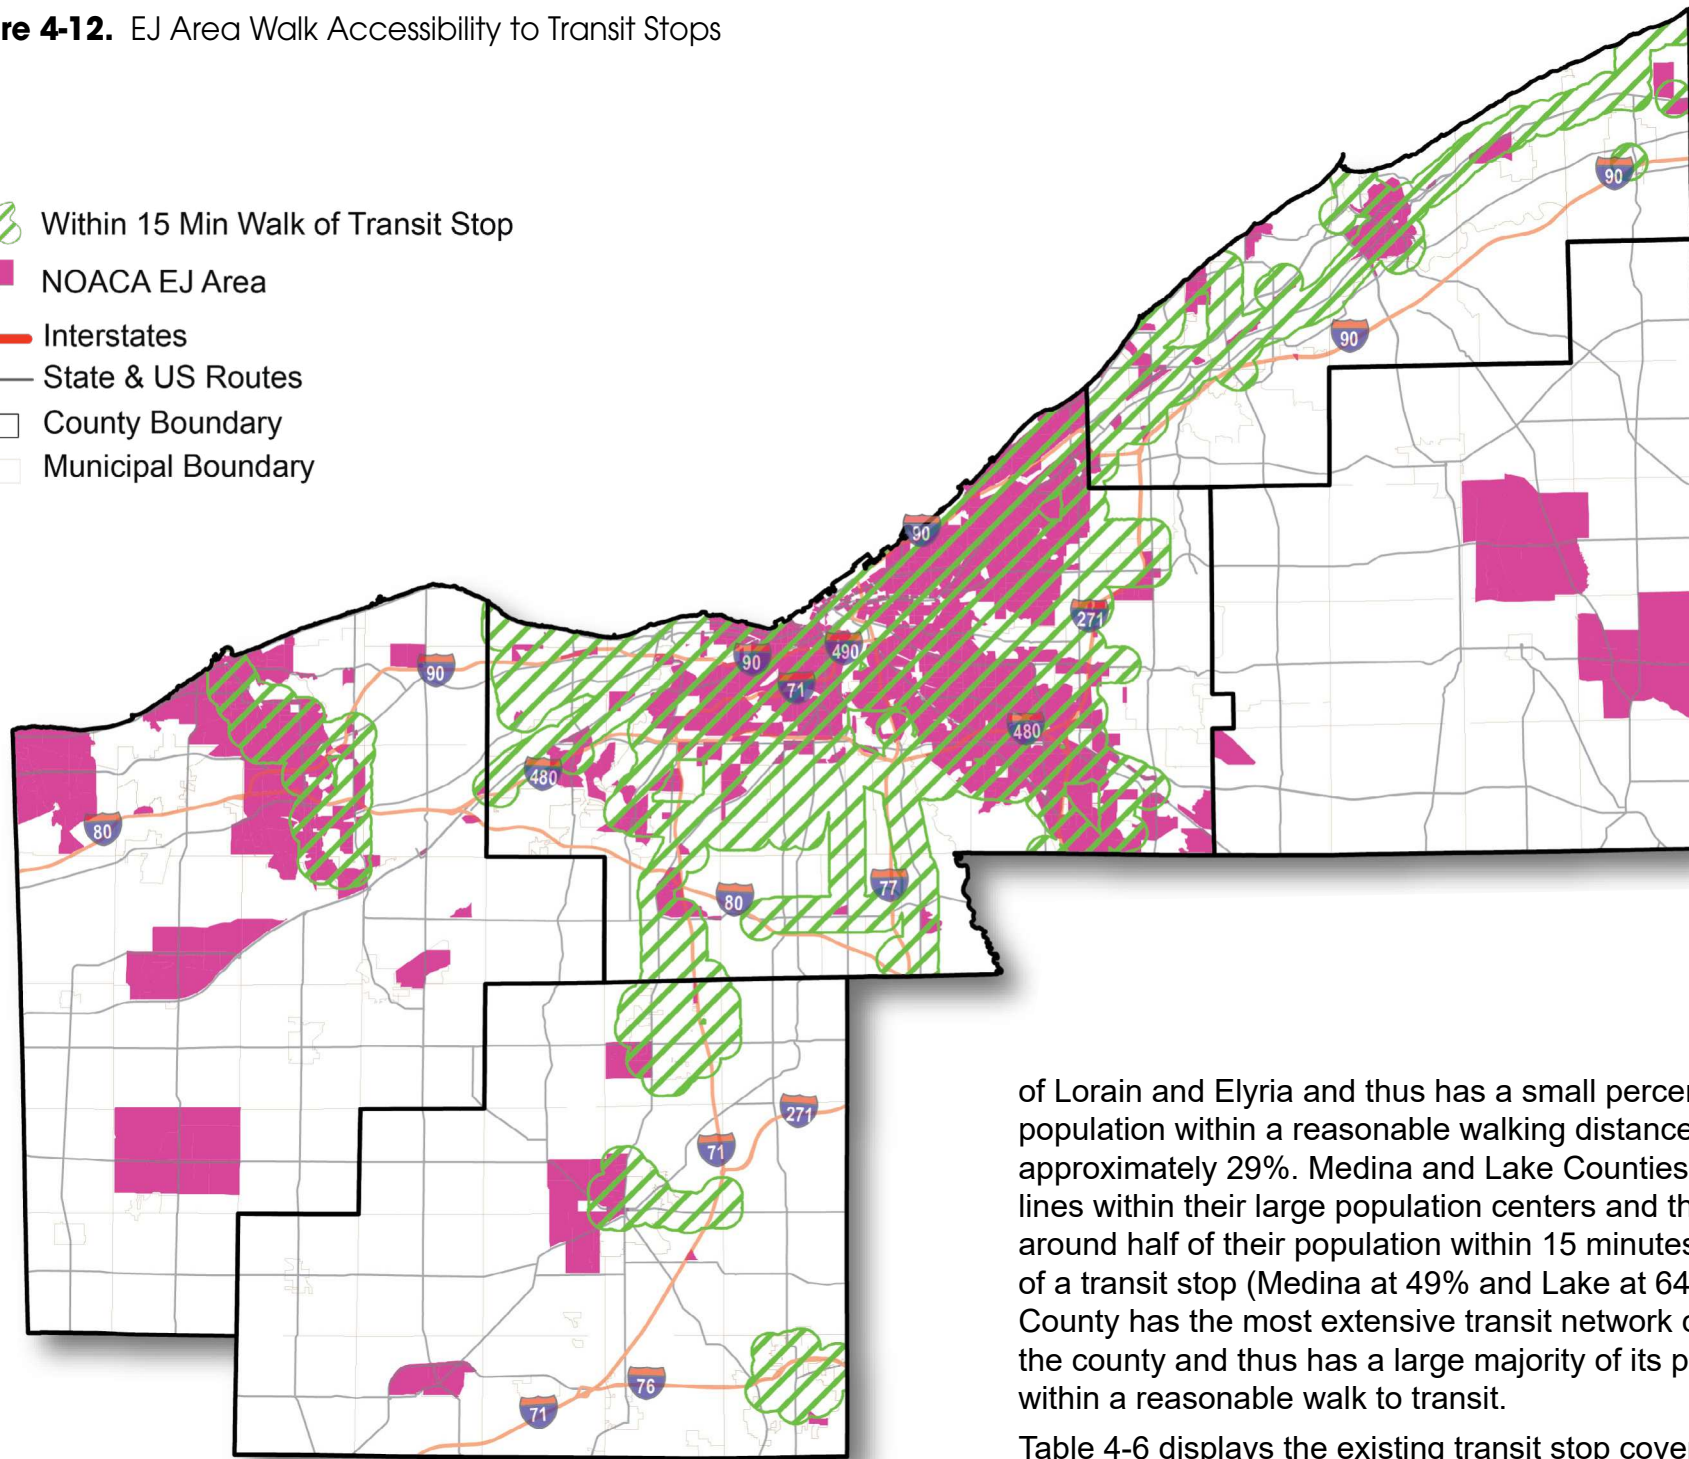 re 4-12. EJ Area Walk Accessibility to Transit Stops
Within 15 Min Walk of Transit Stop
NOACA EJ Area
Interstates
State & US Routes
County Boundary
Municipal Boundary
90
90
90
271
90
490
71
90
480
480
80
80
77
271
71
76
71
of Lorain and Elyria and thus has a small
population within a reasonable walking distance
approximately 29%. Medina and Lake Counties
lines within their large population centers and
around half of their population within 15 minutes
of a transit stop (Medina at 49% and Lake at 64
County has the most extensive transit network
the county and thus has a large majority of its
within a reasonable walk to transit.
Table 4-6 displays the existing transit stop